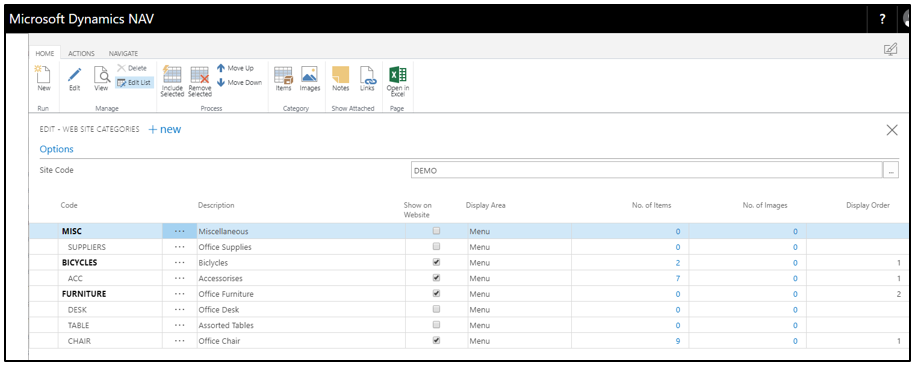 Microsoft Dynamics NAV ?
HOME ACTIONS NAVIGATE
New Edit View Delete Edit List Include Selected Remove Selected Move Up Move Down Items Images Notes Links Open in Excel
Run Manage Process Category Show Attached Page
EDIT - WEB SITE CATEGORIES + new
Options
Site Code DEMO ...
Code Description Show on Website Display Area No. of Items No. of Images Display Order
MISC ... Miscellaneous Menu 0 0
SUPPLIERS ... Office Supplies Menu 0 0
BICYCLES ... Biclycles Menu 2 0 1
ACC ... Accessorises Menu 7 0 1
FURNITURE ... Office Furniture Menu 0 0 2
DESK ... Office Desk Menu 0 0
TABLE ... Assorted Tables Menu 0 0
CHAIR ... Office Chair Menu 9 0 1